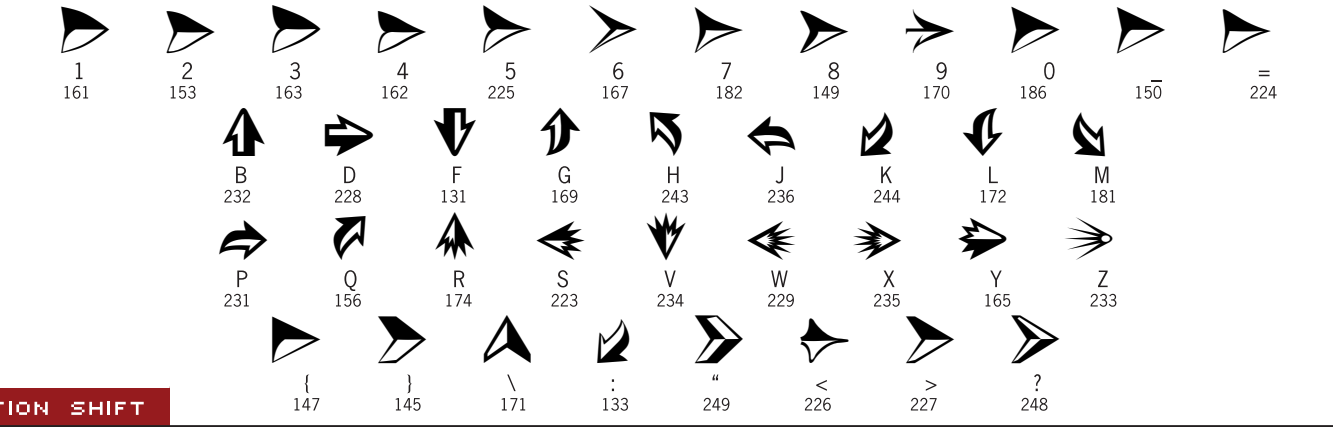 1 2 3 4 5 6 7 8 9 0 _ =
161 153 163 162 225 167 182 149 170 186 150 224
B D F G H J K L M
232 228 131 169 243 236 244 172 181
P Q R S V W X Y Z
231 156 174 223 234 229 235 165 233
{ } \ : “ < > ?
147 145 171 133 249 226 227 248
TION SHIFT